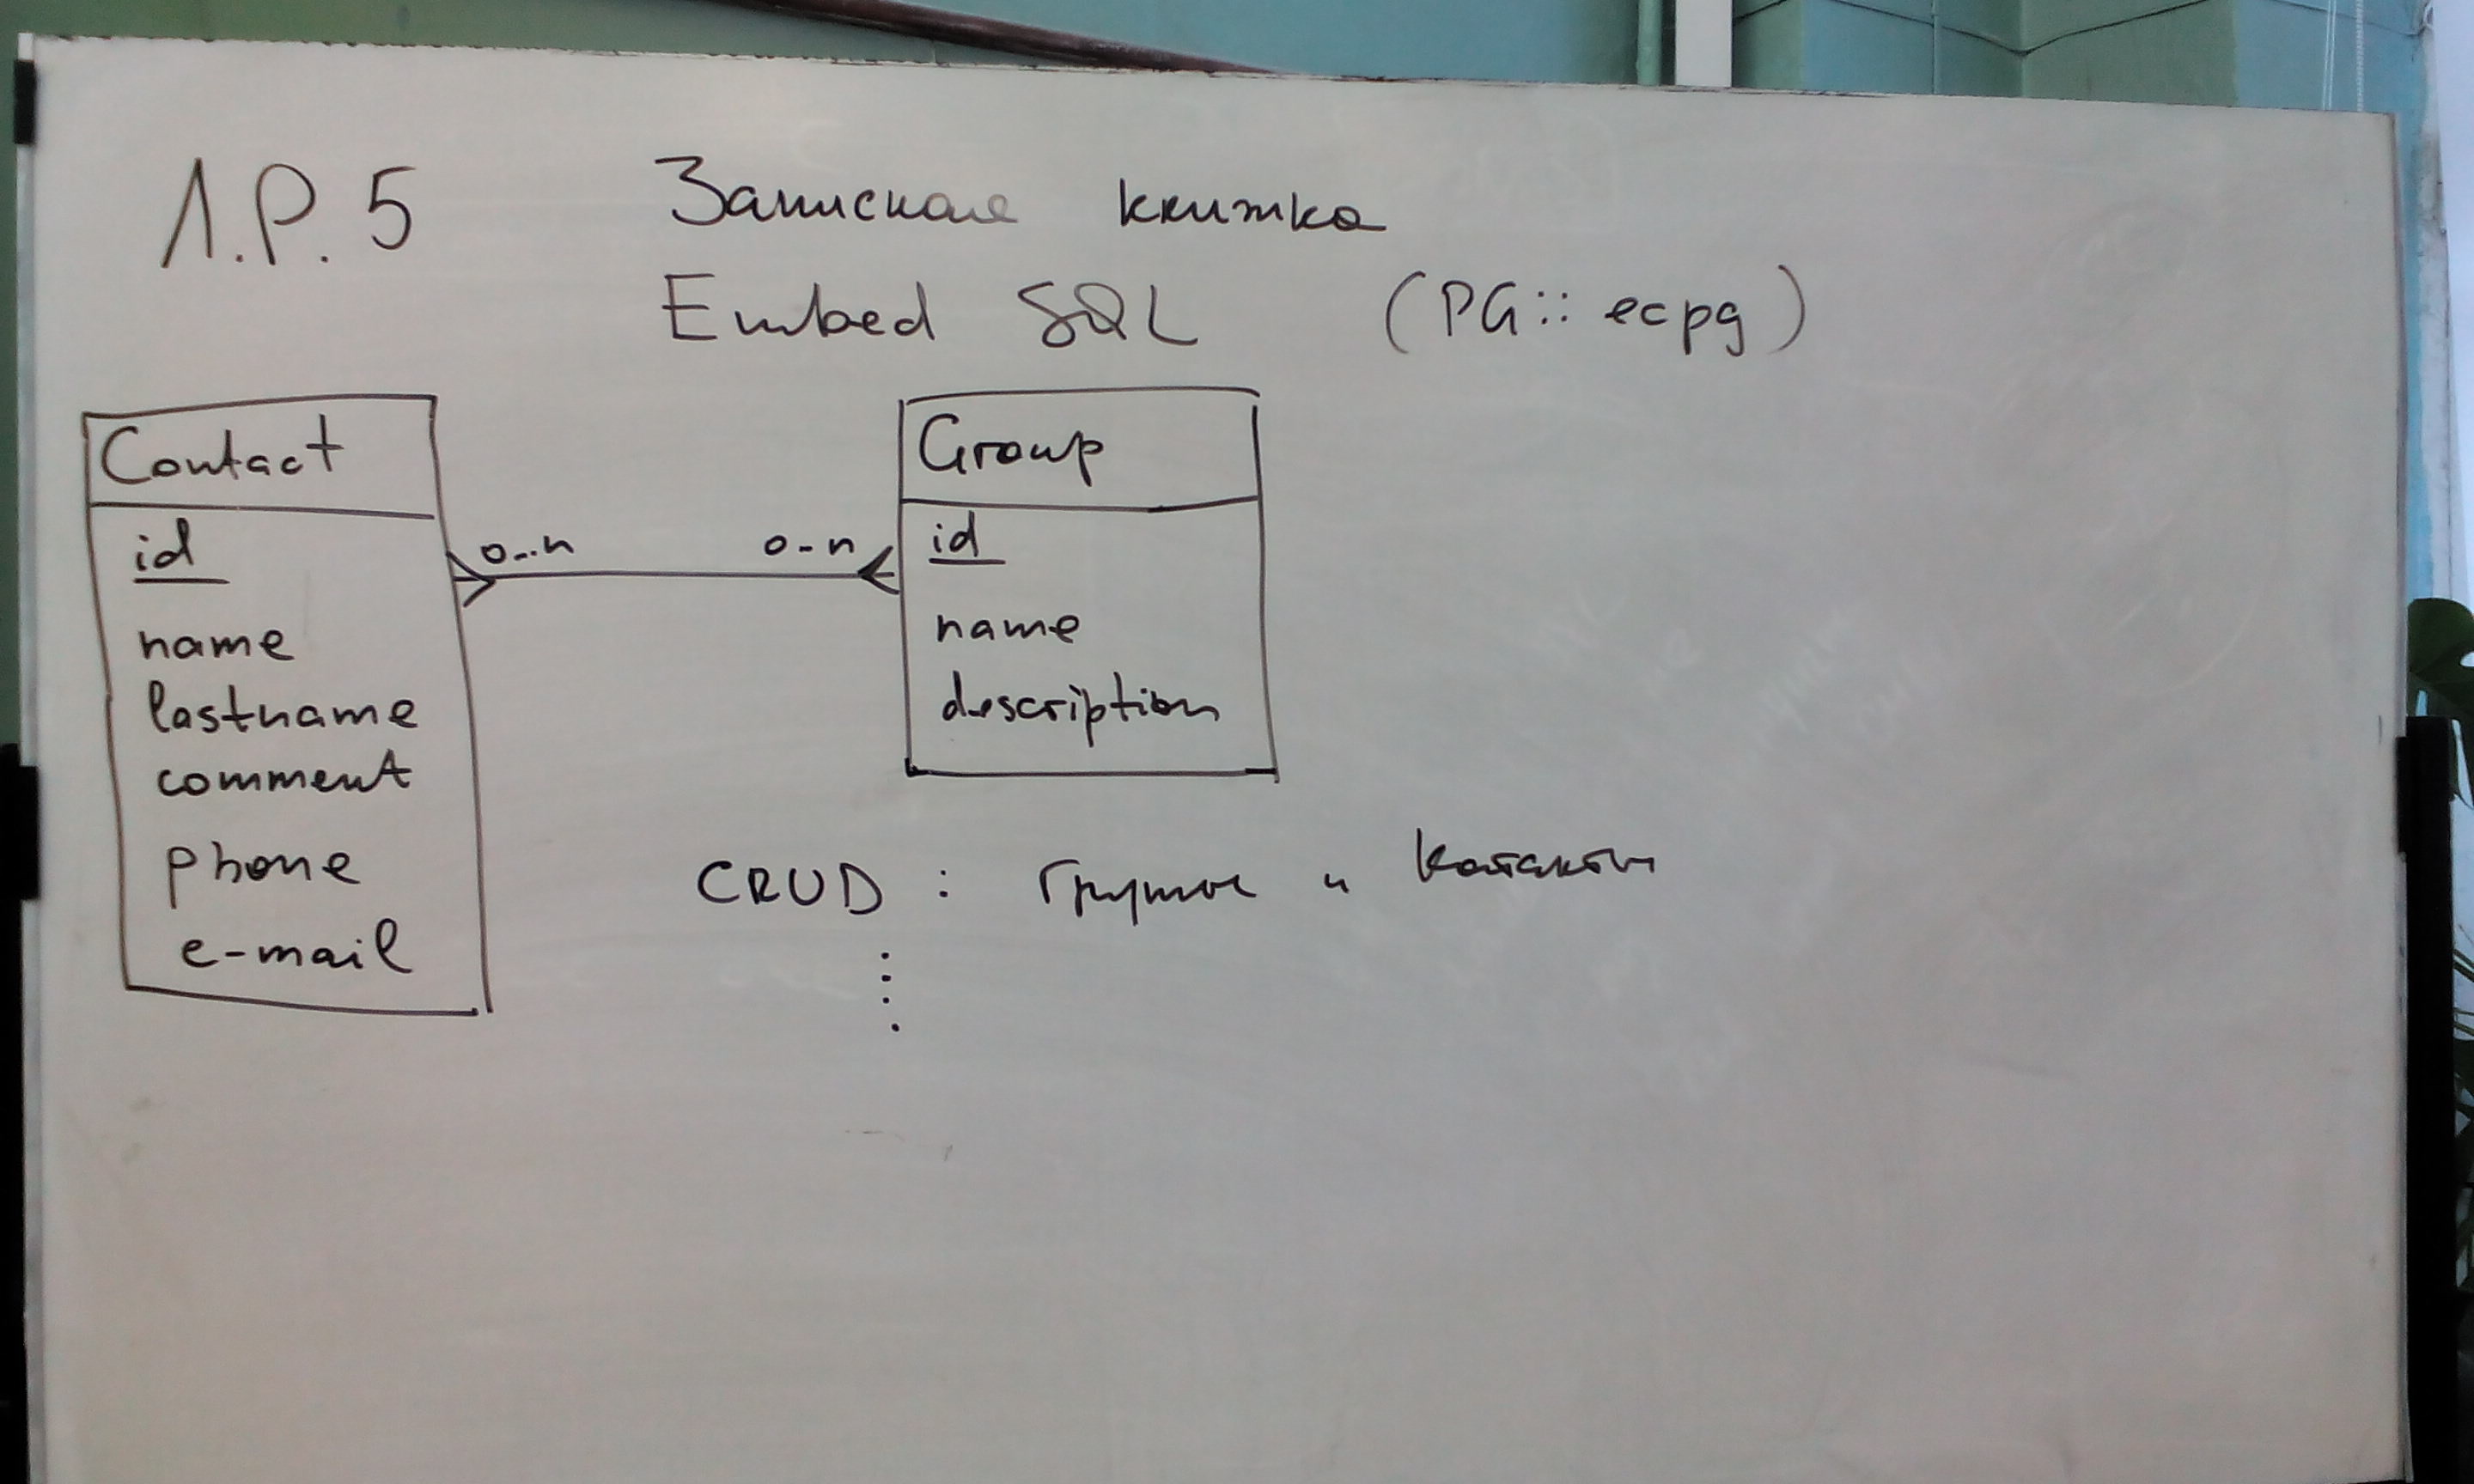 Л.Р. 5
Записная книжка
Embed SQL (PG:: ecpg)
Contact
id
name
lastname
comment
phone
e-mail
0..n
0-n
Group
id
name
description
CRUD : Группы и Контакты